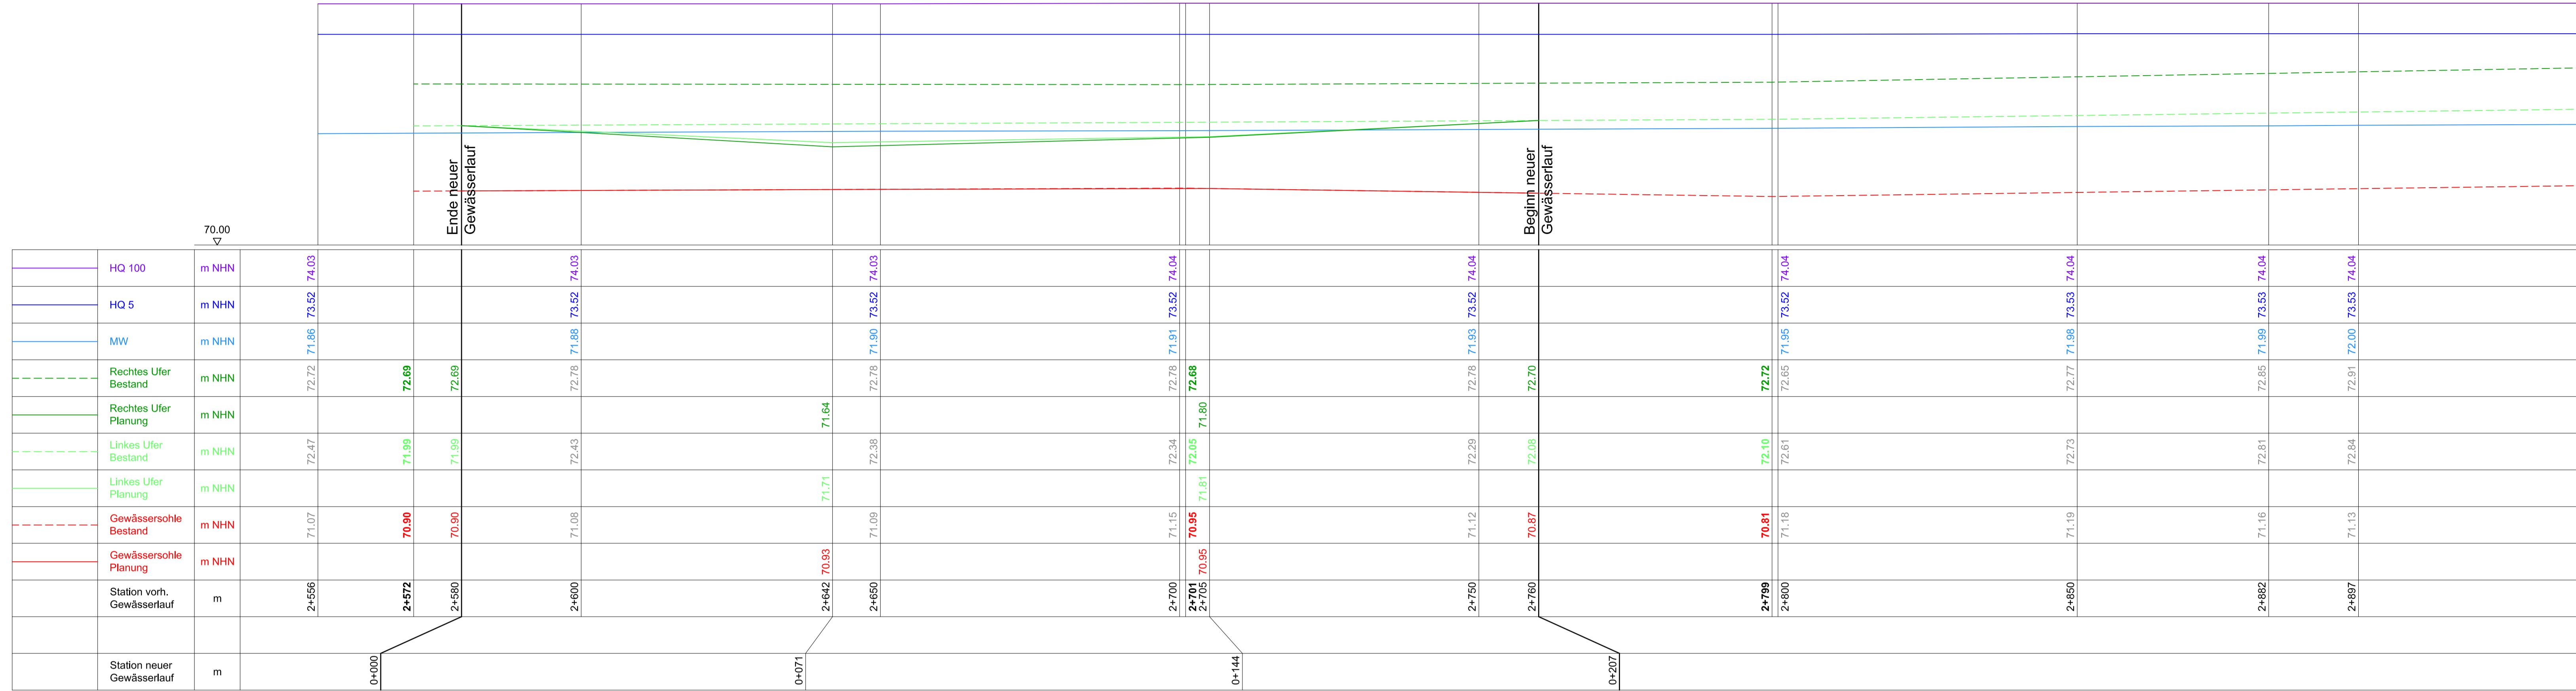 Ende neuer
Gewässerlauf
Beginn neuer
Gewässerlauf
70.00
HQ 100 m NHN 74.03 74.03 74.03 74.04 74.04 74.04 74.04 74.04 74.04
HQ 5 m NHN 73.52 73.52 73.52 73.52 73.52 73.52 73.53 73.53 73.53
MW m NHN 71.86 71.88 71.90 71.91 71.93 71.95 71.98 71.99 72.00
Rechtes Ufer
Bestand m NHN 72.72 72.69 72.69 72.78 72.78 72.78 72.68 72.78 72.70 72.72 72.65 72.77 72.85 72.91
Rechtes Ufer
Planung m NHN 71.64 71.80
Linkes Ufer
Bestand m NHN 72.47 71.99 71.99 72.43 72.38 72.34 72.05 72.29 72.08 72.10 72.61 72.73 72.81 72.84
Linkes Ufer
Planung m NHN 71.71 71.81
Gewässersohle
Bestand m NHN 71.07 70.90 70.90 71.08 71.09 71.15 70.95 71.12 70.87 70.81 71.18 71.19 71.16 71.13
Gewässersohle
Planung m NHN 70.93 70.95
Station vorh.
Gewässerlauf m 2+556 2+572 2+580 2+600 2+642 2+650 2+700 2+701 2+705 2+750 2+760 2+799 2+800 2+850 2+882 2+897
Station neuer
Gewässerlauf m 0+000 0+071 0+144 0+207